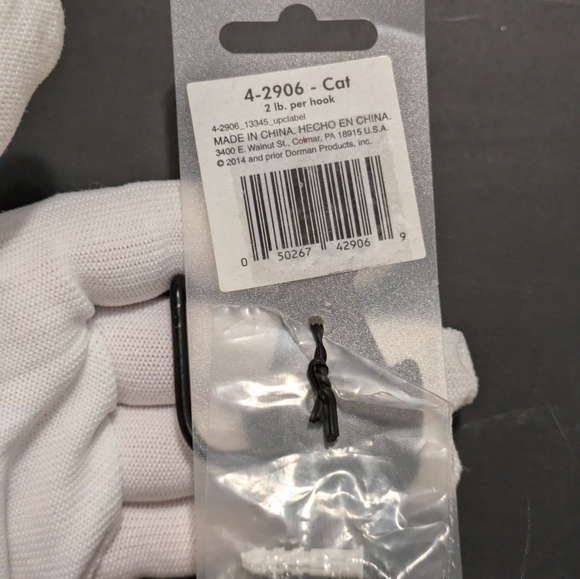 4-2906 - Cat
2 lb. per hook
4-2906_13345_upclabel
MADE IN CHINA. HECHO EN CHINA.
3400 E. Walnut St., Colmar, PA 18915 U.S.A.
© 2014 and prior Dorman Products, inc.
0 50267 42906 9